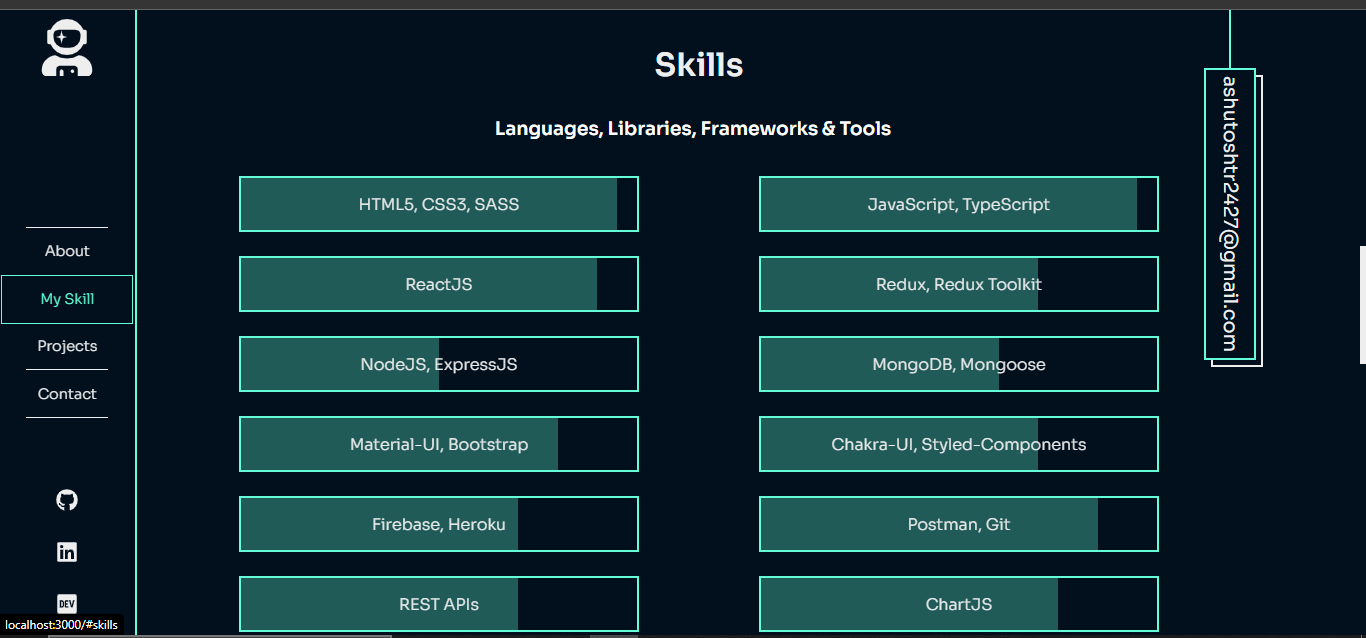 Skills
Languages, Libraries, Frameworks & Tools
HTML5, CSS3, SASS
JavaScript, TypeScript
ReactJS
Redux, Redux Toolkit
NodeJS, ExpressJS
MongoDB, Mongoose
Material-UI, Bootstrap
Chakra-UI, Styled-Components
Firebase, Heroku
Postman, Git
REST APIs
ChartJS
About
My Skill
Projects
Contact
in
DEV
localhost:3000/#skills
ashutoshtr2427@gmail.com